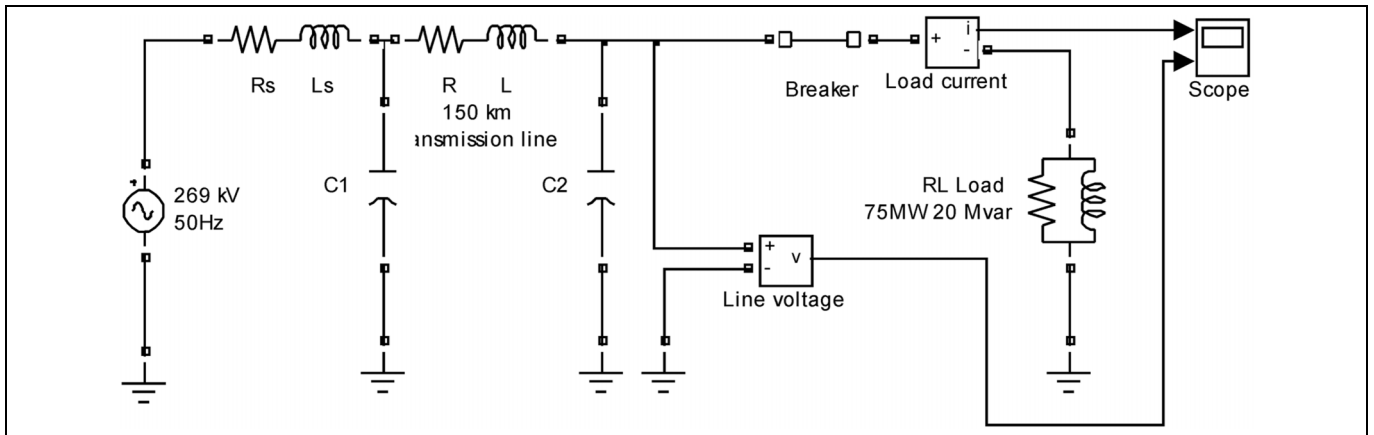 Rs Ls
R L
150 km
ansmission line
C1
C2
269 kV
50Hz
Breaker
+ i -
Load current
Scope
RL Load
75MW 20 Mvar
+ v -
Line voltage
+